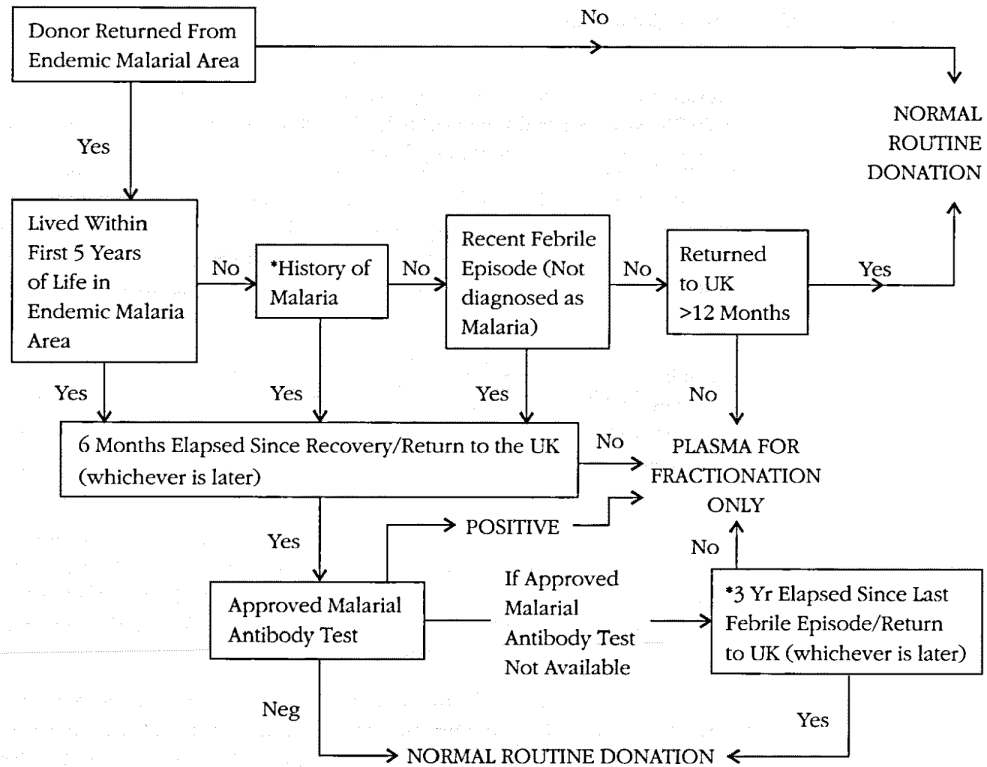 Donor Returned From
Endemic Malarial Area
No
NORMAL
ROUTINE
DONATION
Yes
Lived Within
First 5 Years
of Life in
Endemic Malaria
Area
No
*History of
Malaria
No
Recent Febrile
Episode (Not
diagnosed as
Malaria)
No
Returned
to UK
>12 Months
Yes
Yes
Yes
Yes
No
6 Months Elapsed Since Recovery/Return to the UK
(whichever is later)
No
PLASMA FOR
FRACTIONATION
ONLY
Yes
POSITIVE
No
Approved Malarial
Antibody Test
If Approved
Malarial
Antibody Test
Not Available
*3 Yr Elapsed Since Last
Febrile Episode/Return
to UK (whichever is later)
Neg
Yes
NORMAL ROUTINE DONATION